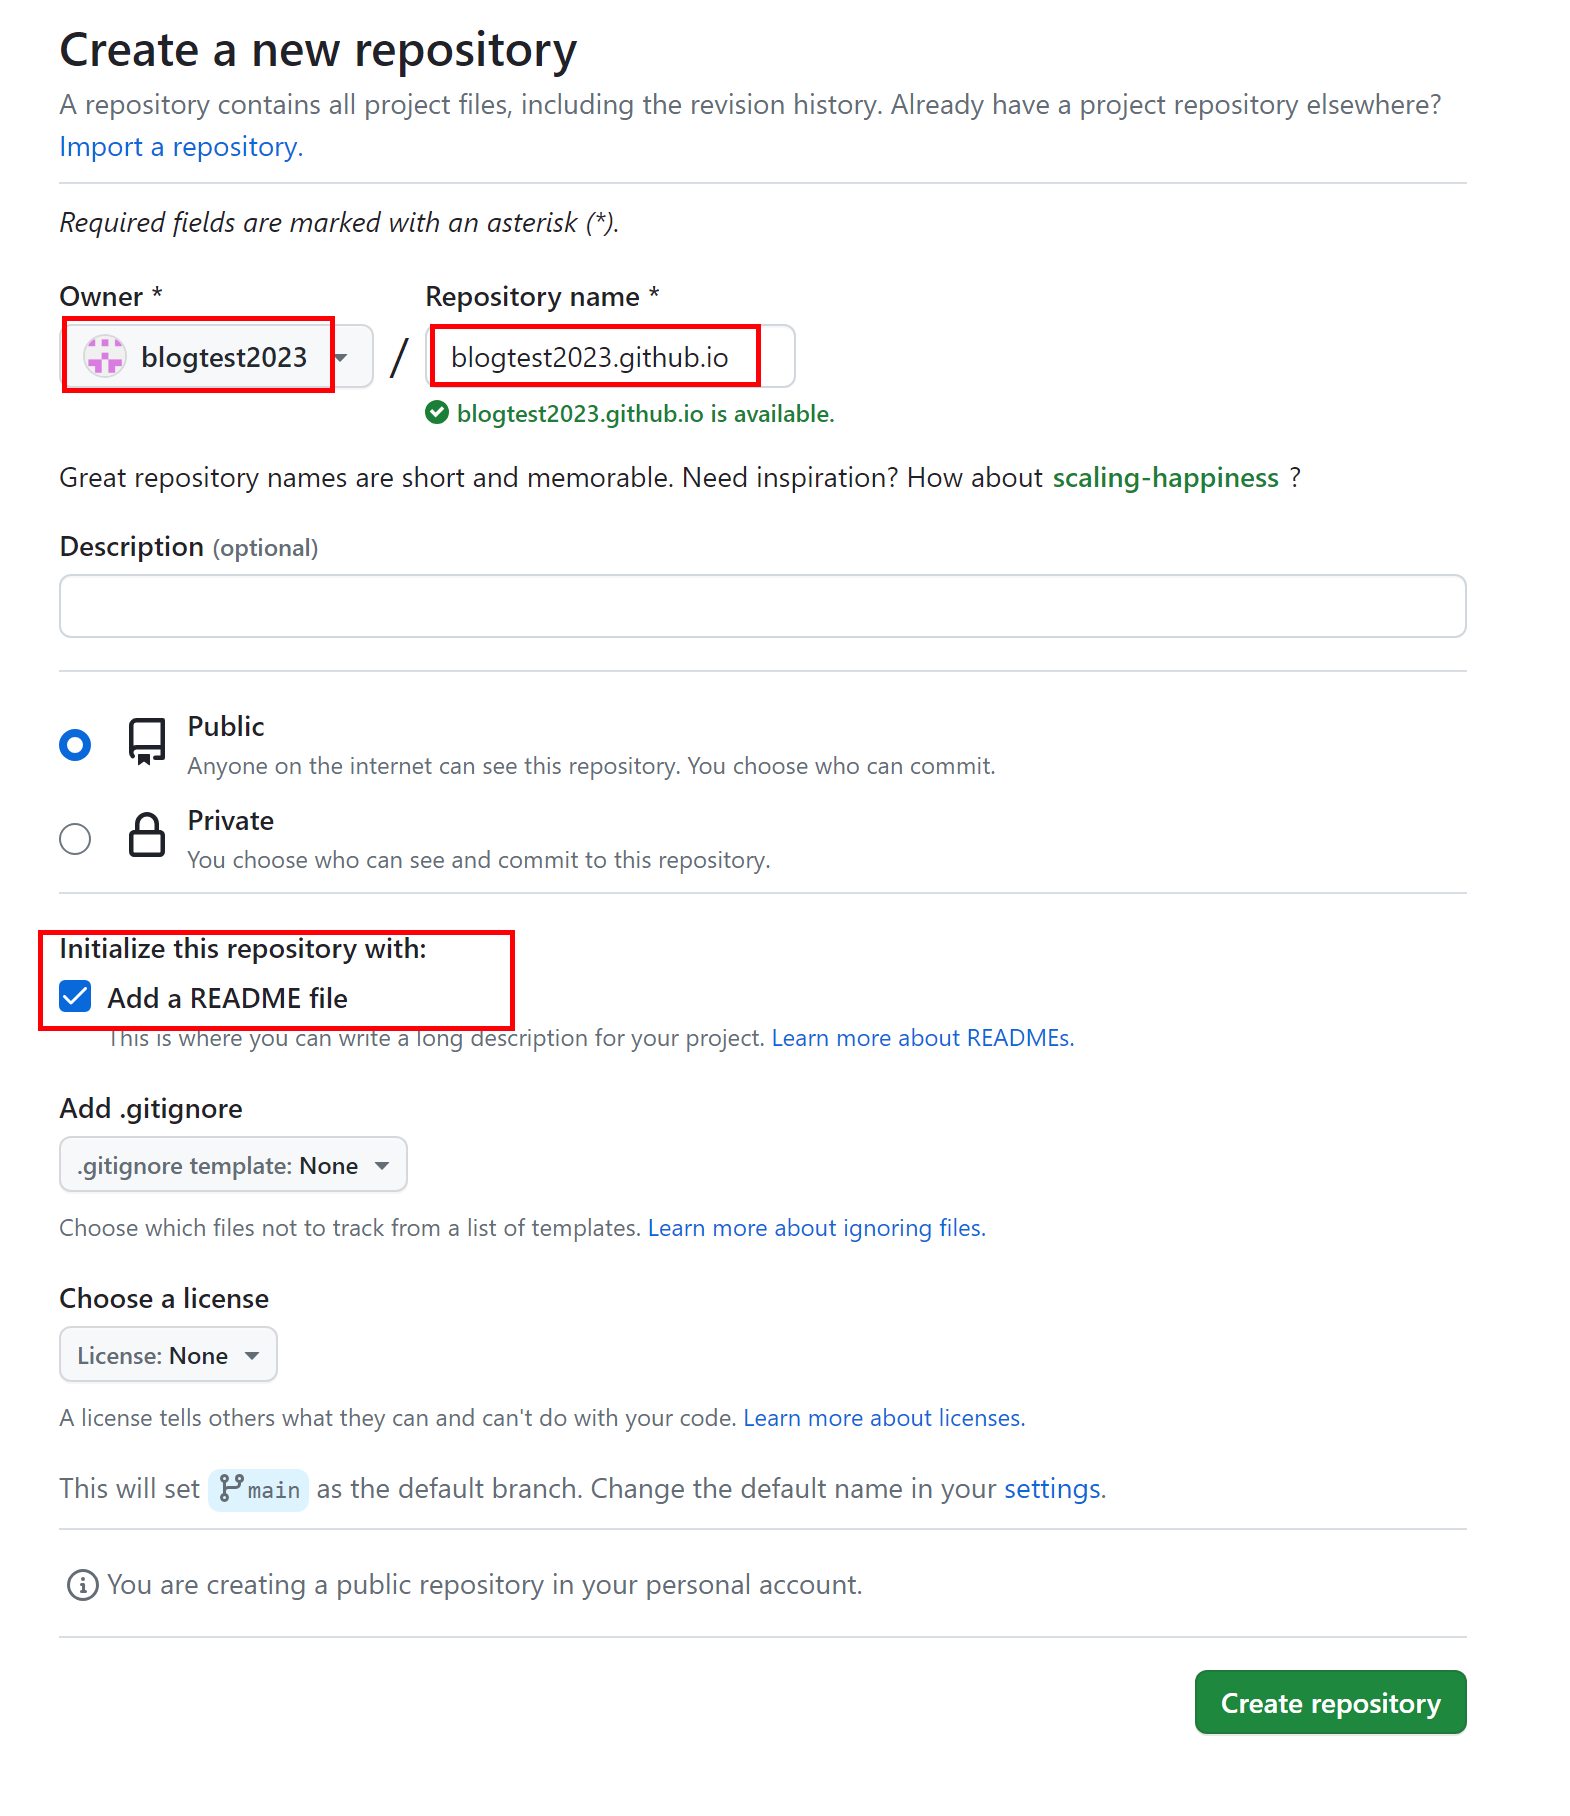 Create a new repository
A repository contains all project files, including the revision history. Already have a project repository elsewhere?
Import a repository.
Required fields are marked with an asterisk (*).
Owner * Repository name *
blogtest2023 / blogtest2023.github.io
blogtest2023.github.io is available.
Great repository names are short and memorable. Need inspiration? How about scaling-happiness ?
Description (optional)
Public
Anyone on the internet can see this repository. You choose who can commit.
Private
You choose who can see and commit to this repository.
Initialize this repository with:
Add a README file
This is where you can write a long description for your project. Learn more about READMEs.
Add .gitignore
.gitignore template: None
Choose which files not to track from a list of templates. Learn more about ignoring files.
Choose a license
License: None
A license tells others what they can and can't do with your code. Learn more about licenses.
This will set main as the default branch. Change the default name in your settings.
You are creating a public repository in your personal account.
Create repository